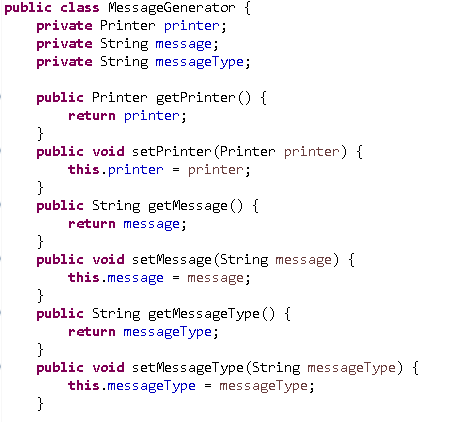 public class MessageGenerator {
private Printer printer;
private String message;
private String messageType;
public Printer getPrinter() {
return printer;
}
public void setPrinter(Printer printer) {
this.printer = printer;
}
public String getMessage() {
return message;
}
public void setMessage(String message) {
this.message = message;
}
public String getMessageType() {
return messageType;
}
public void setMessageType(String messageType) {
this.messageType = messageType;
}